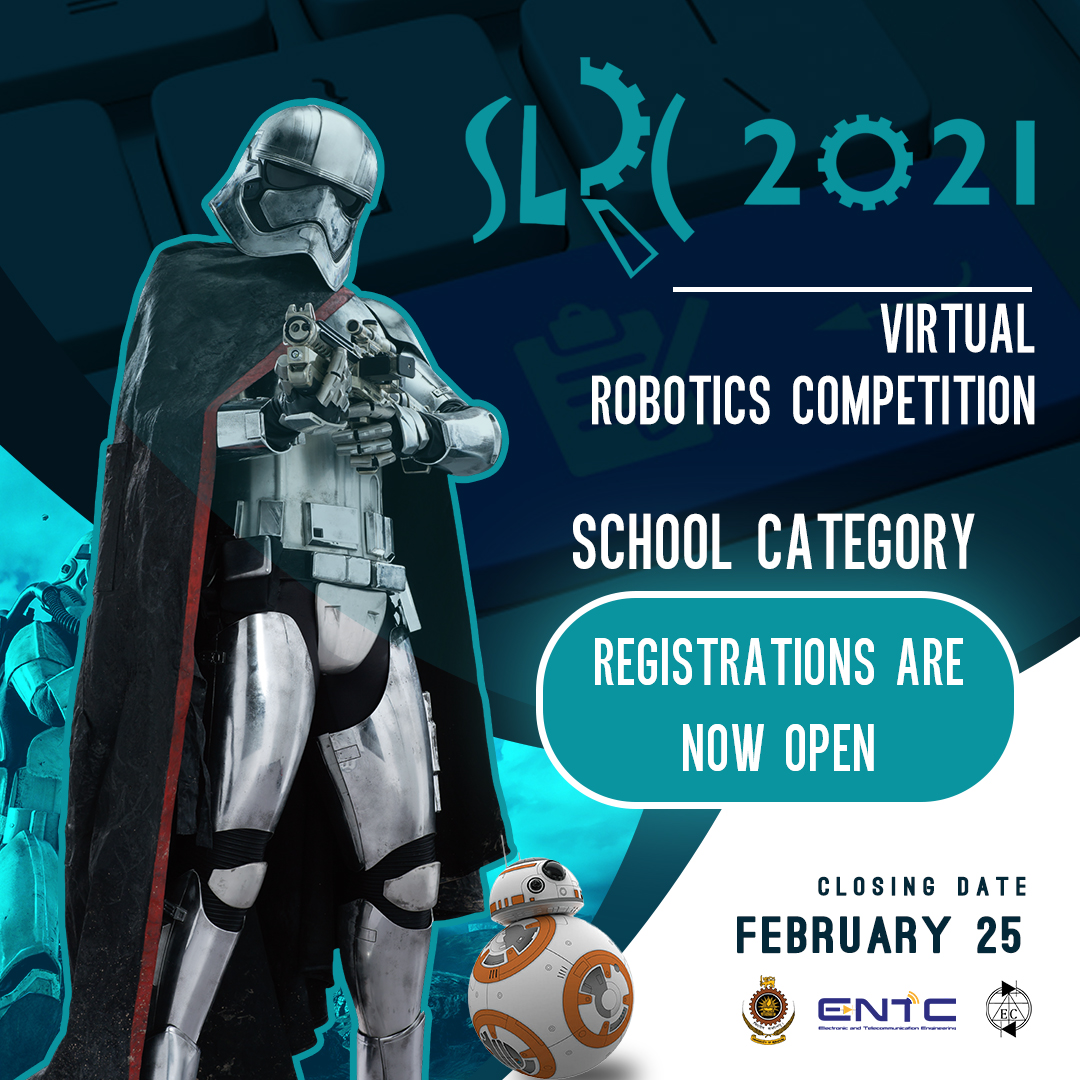 SLRC 2021
VIRTUAL
ROBOTICS COMPETITION
SCHOOL CATEGORY
REGISTRATIONS ARE
NOW OPEN
CLOSING DATE
FEBRUARY 25
ENTC
Electronic and Telecommunication Engineering
EC